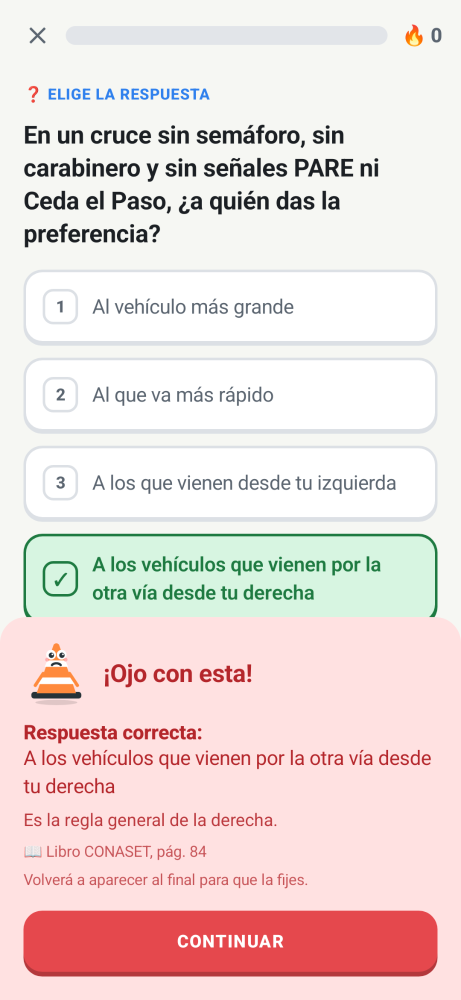 0
ELIGE LA RESPUESTA
En un cruce sin semáforo, sin
carabinero y sin señales PARE ni
Ceda el Paso, ¿a quién das la
preferencia?
1 Al vehículo más grande
2 Al que va más rápido
3 A los que vienen desde tu izquierda
✓ A los vehículos que vienen por la
otra vía desde tu derecha
¡Ojo con esta!
Respuesta correcta:
A los vehículos que vienen por la otra vía desde
tu derecha
Es la regla general de la derecha.
Libro CONASET, pág. 84
Volverá a aparecer al final para que la fijes.
CONTINUAR